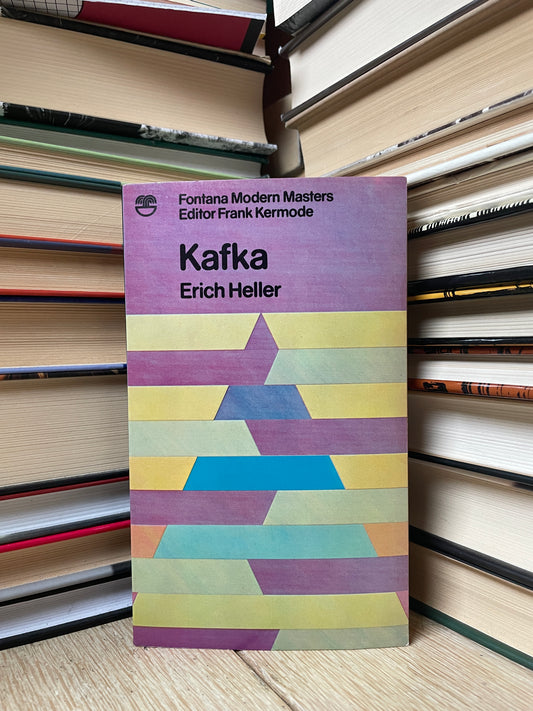 Fontana Modern Masters
Editor Frank Kermode
Kafka
Erich Heller